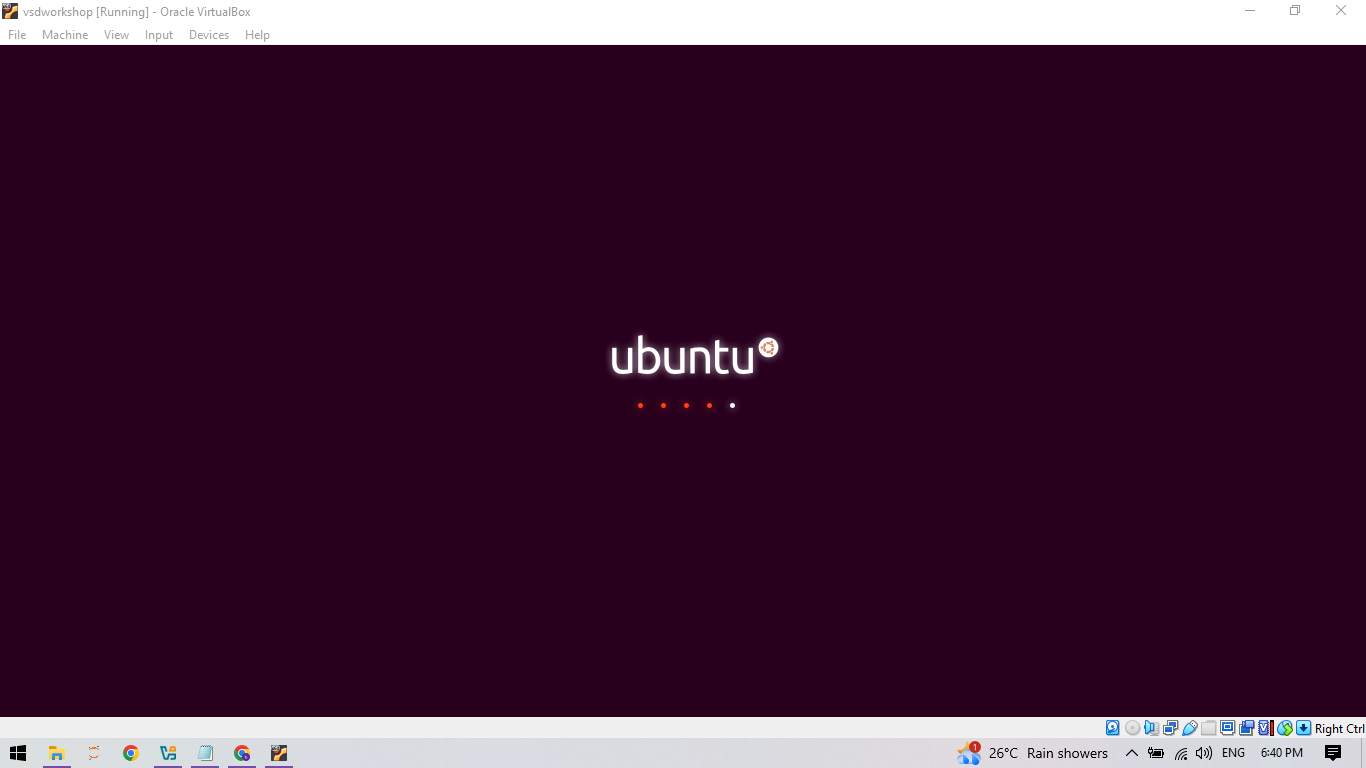 vsdworkshop [Running] - Oracle VirtualBox
File Machine View Input Devices Help
ubuntu
Right Ctrl
1
26°C Rain showers ENG 6:40 PM